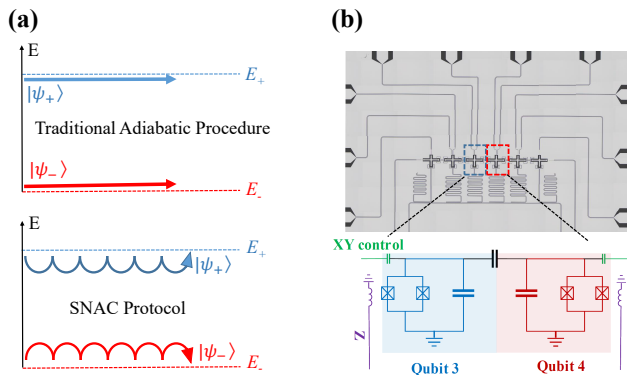 (a)
E
E₊
|ψ₊⟩
Traditional Adiabatic Procedure
|ψ₋⟩
E₋
E
E₊
|ψ₊⟩
SNAC Protocol
|ψ₋⟩
E₋
(b)
XY control
Z
Qubit 3
Qubit 4